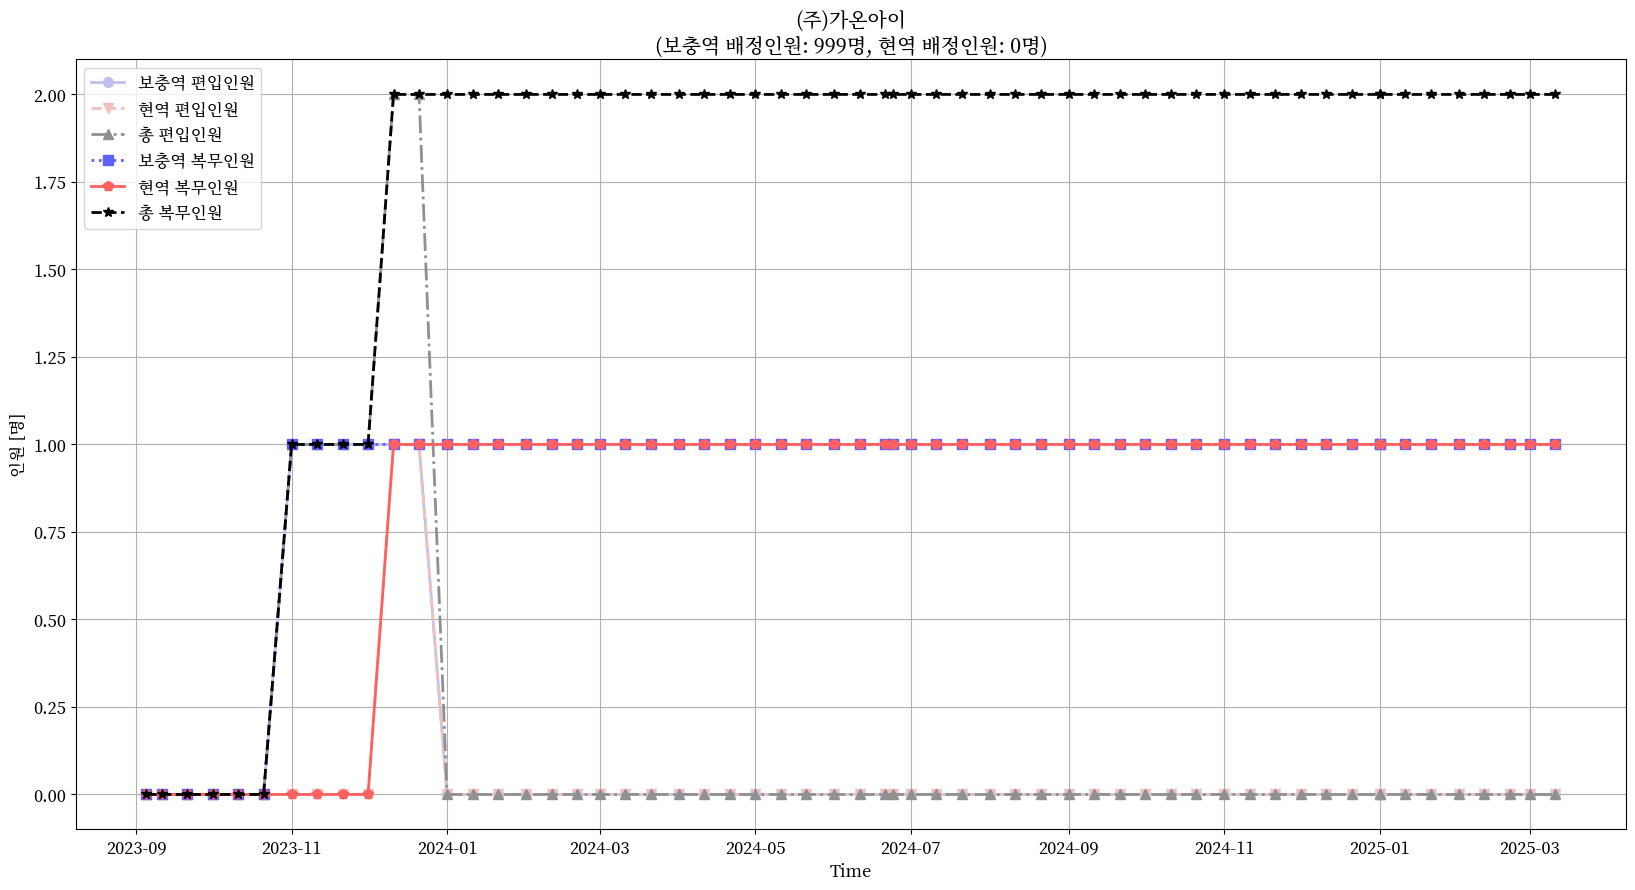 (주)가온아이
(보충역 배정인원: 999명, 현역 배정인원: 0명)
보충역 편입인원
현역 편입인원
총 편입인원
보충역 복무인원
현역 복무인원
총 복무인원
2.00
1.75
1.50
1.25
1.00
0.75
0.50
0.25
0.00
인원 [명]
2023-09 2023-11 2024-01 2024-03 2024-05 2024-07 2024-09 2024-11 2025-01 2025-03
Time